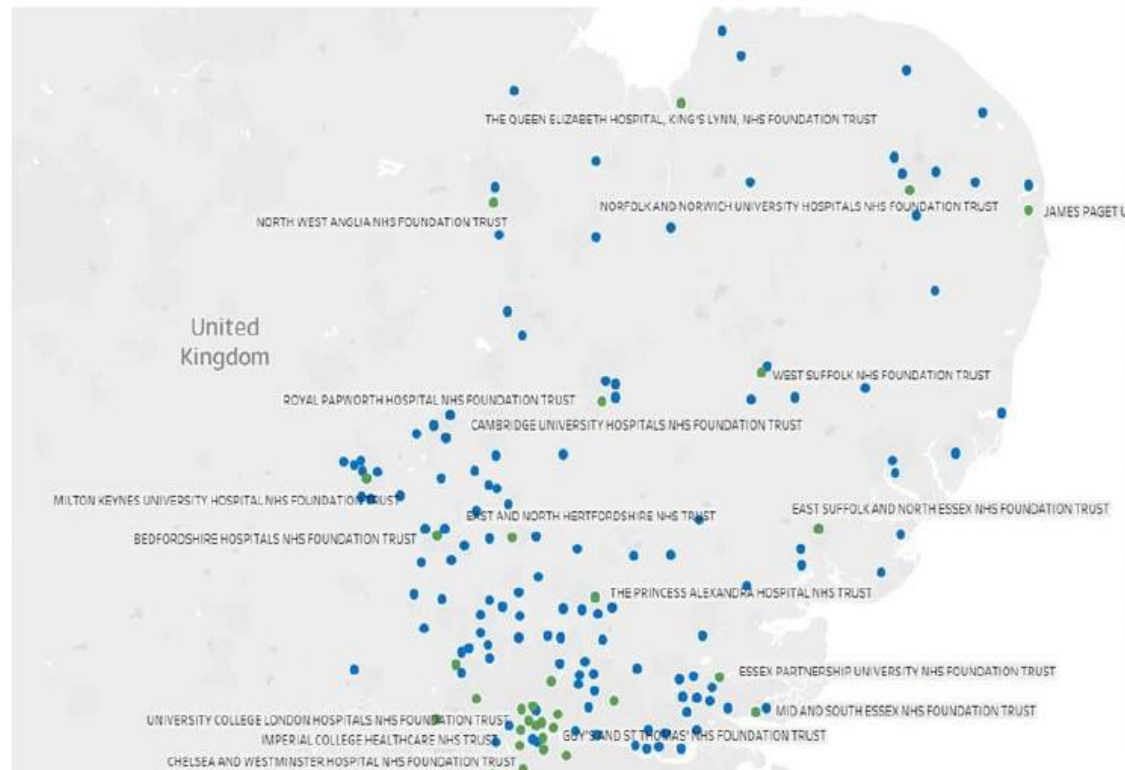 THE QUEEN ELIZABETH HOSPITAL, KING'S LYNN, NHS FOUNDATION TRUST
NORFOLK AND NORWICH UNIVERSITY HOSPITALS NHS FOUNDATION TRUST
JAMES PAGET U
NORTH WEST ANGLIA NHS FOUNDATION TRUST
United
Kingdom
WEST SUFFOLK NHS FOUNDATION TRUST
ROYAL PAPWORTH HOSPITAL NHS FOUNDATION TRUST
CAMBRIDGE UNIVERSITY HOSPITALS NHS FOUNDATION TRUST
MILTON KEYNES UNIVERSITY HOSPITAL NHS FOUNDATION TRUST
EAST SUFFOLK AND NORTH ESSEX NHS FOUNDATION TRUST
EAST AND NORTH HERTFORDSHIRE NHS TRUST
BEDFORDSHIRE HOSPITALS NHS FOUNDATION TRUST
THE PRINCESS ALEXANDRA HOSPITAL NHS TRUST
ESSEX PARTNERSHIP UNIVERSITY NHS FOUNDATION TRUST
MID AND SOUTH ESSEX NHS FOUNDATION TRUST
UNIVERSITY COLLEGE LONDON HOSPITALS NHS FOUNDATION TRUST
GUY'S AND ST THOMAS' NHS FOUNDATION TRUST
IMPERIAL COLLEGE HEALTHCARE NHS TRUST
CHELSEA AND WESTMINSTER HOSPITAL NHS FOUNDATION TRUST